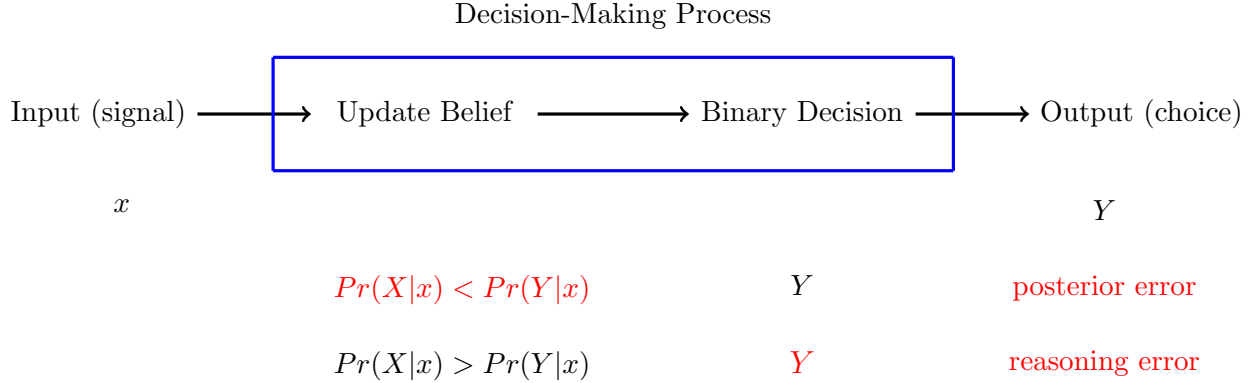 Decision-Making Process
Input (signal) Update Belief Binary Decision Output (choice)
x Y
Pr(X|x) < Pr(Y|x) Y posterior error
Pr(X|x) > Pr(Y|x) Y reasoning error